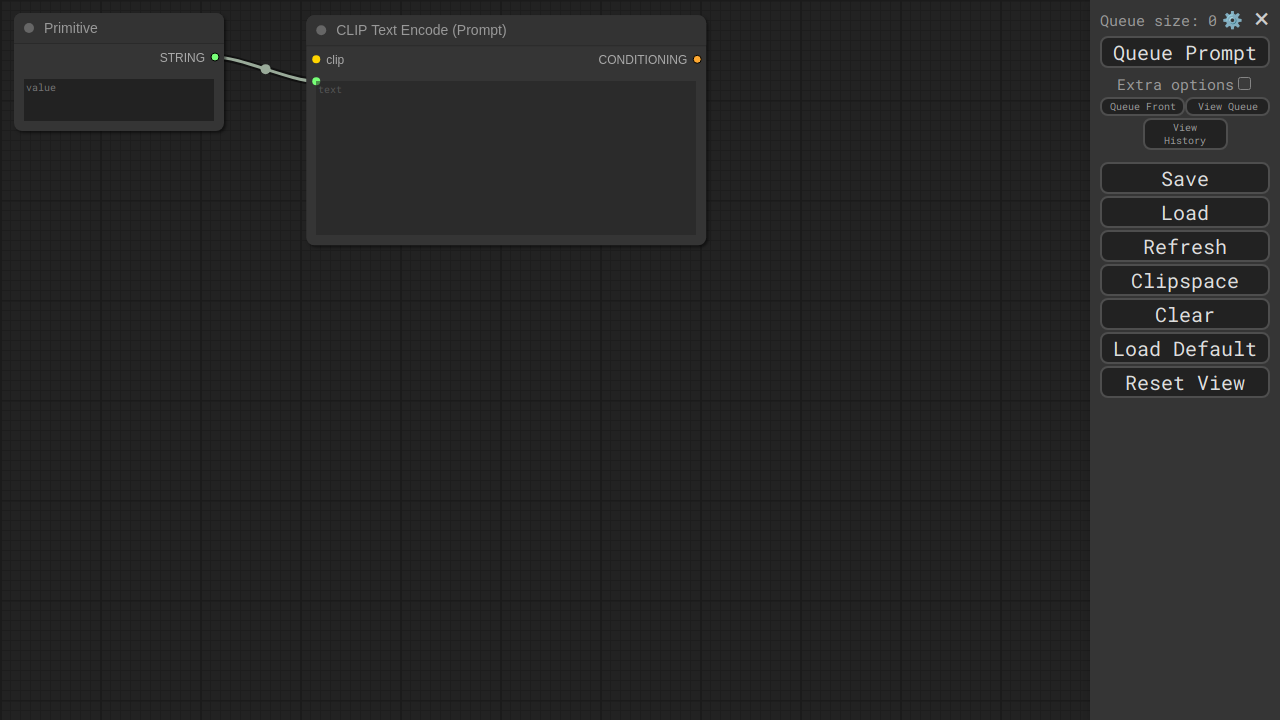 Primitive
STRING
value
CLIP Text Encode (Prompt)
clip
CONDITIONING
text
Queue size: 0
Queue Prompt
Extra options
Queue Front
View Queue
View
History
Save
Load
Refresh
Clipspace
Clear
Load Default
Reset View